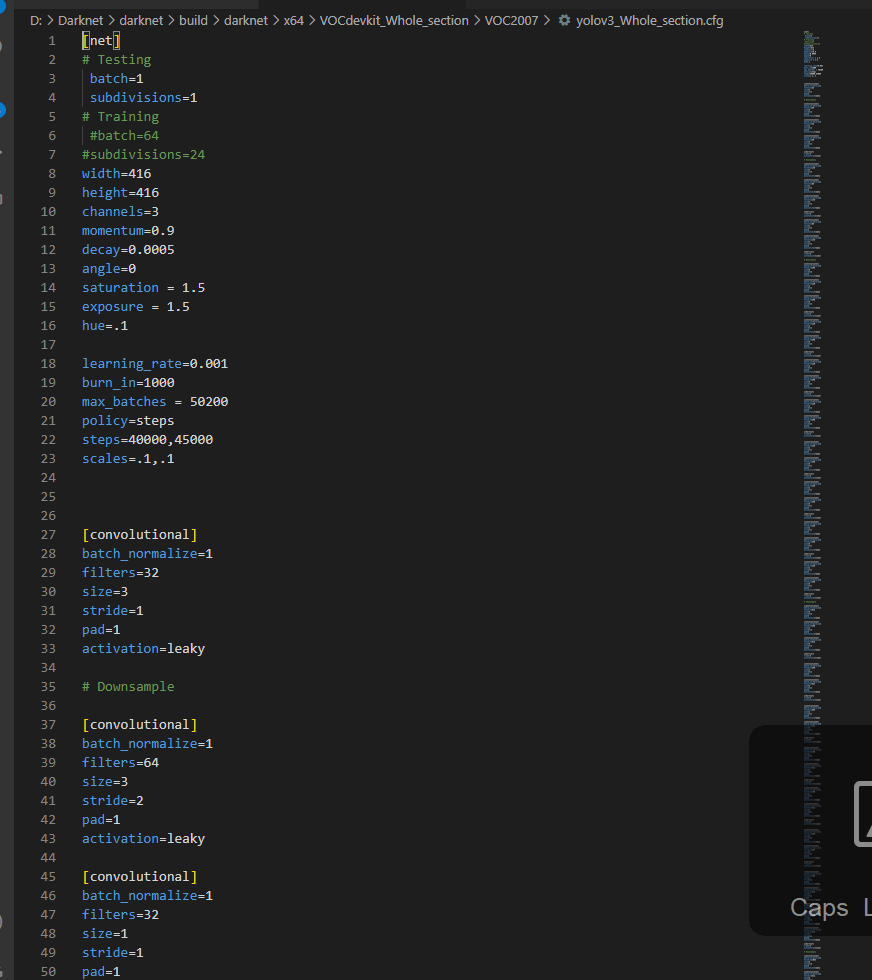 D: > Darknet > darknet > build > darknet > x64 > VOCdevkit_Whole_section > VOC2007 > yolov3_Whole_section.cfg
1 [net]
2 # Testing
3 batch=1
4 subdivisions=1
5 # Training
6 #batch=64
7 #subdivisions=24
8 width=416
9 height=416
10 channels=3
11 momentum=0.9
12 decay=0.0005
13 angle=0
14 saturation = 1.5
15 exposure = 1.5
16 hue=.1
17
18 learning_rate=0.001
19 burn_in=1000
20 max_batches = 50200
21 policy=steps
22 steps=40000,45000
23 scales=.1,.1
24
25
26
27 [convolutional]
28 batch_normalize=1
29 filters=32
30 size=3
31 stride=1
32 pad=1
33 activation=leaky
34
35 # Downsample
36
37 [convolutional]
38 batch_normalize=1
39 filters=64
40 size=3
41 stride=2
42 pad=1
43 activation=leaky
44
45 [convolutional]
46 batch_normalize=1
47 filters=32
48 size=1
49 stride=1
50 pad=1
Caps L